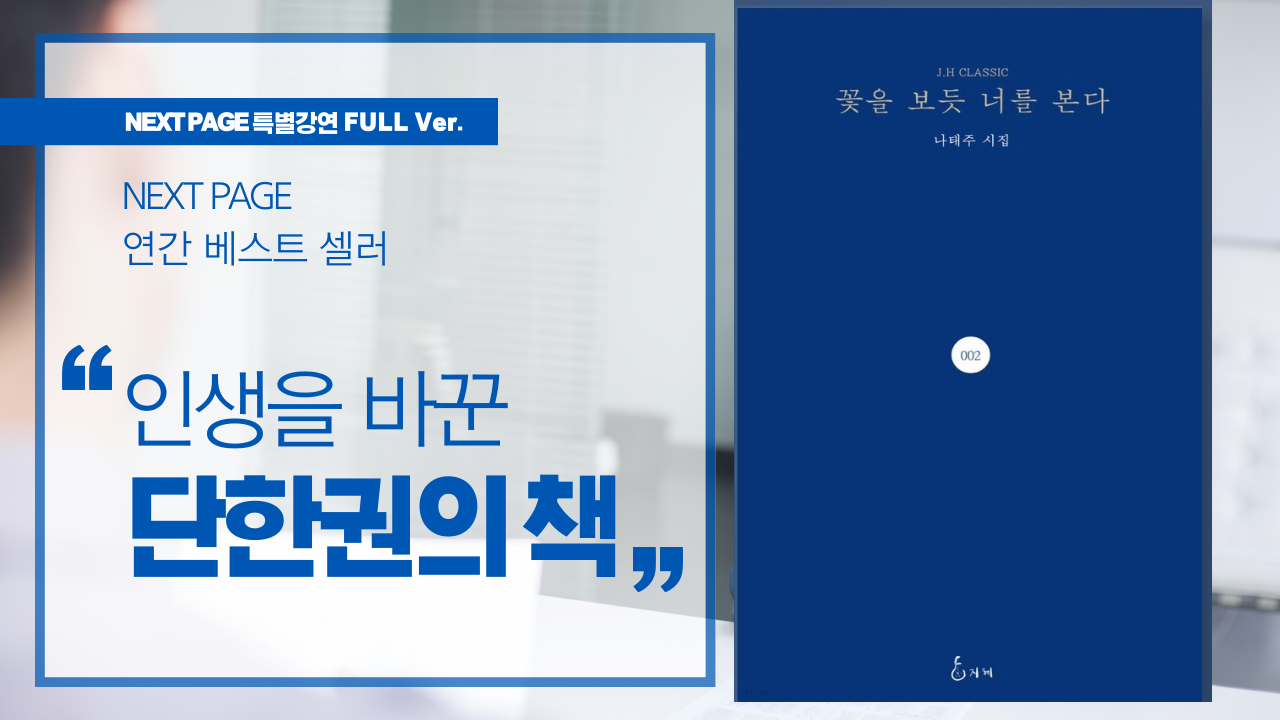 NEXT PAGE 특별강연 FULL Ver.
NEXT PAGE
연간 베스트 셀러
“인생을 바꾼
단한권의 책”
J.H CLASSIC
꽃을 보듯 너를 본다
나태주 시집
002
지혜